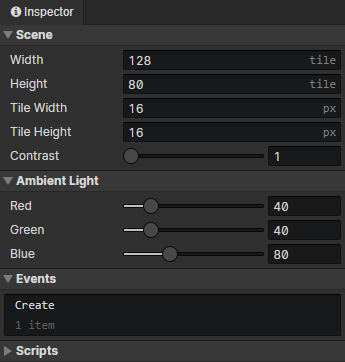 Inspector
Scene
Width 128 tile
Height 80 tile
Tile Width 16 px
Tile Height 16 px
Contrast 1
Ambient Light
Red 40
Green 40
Blue 80
Events
Create
1 item
Scripts